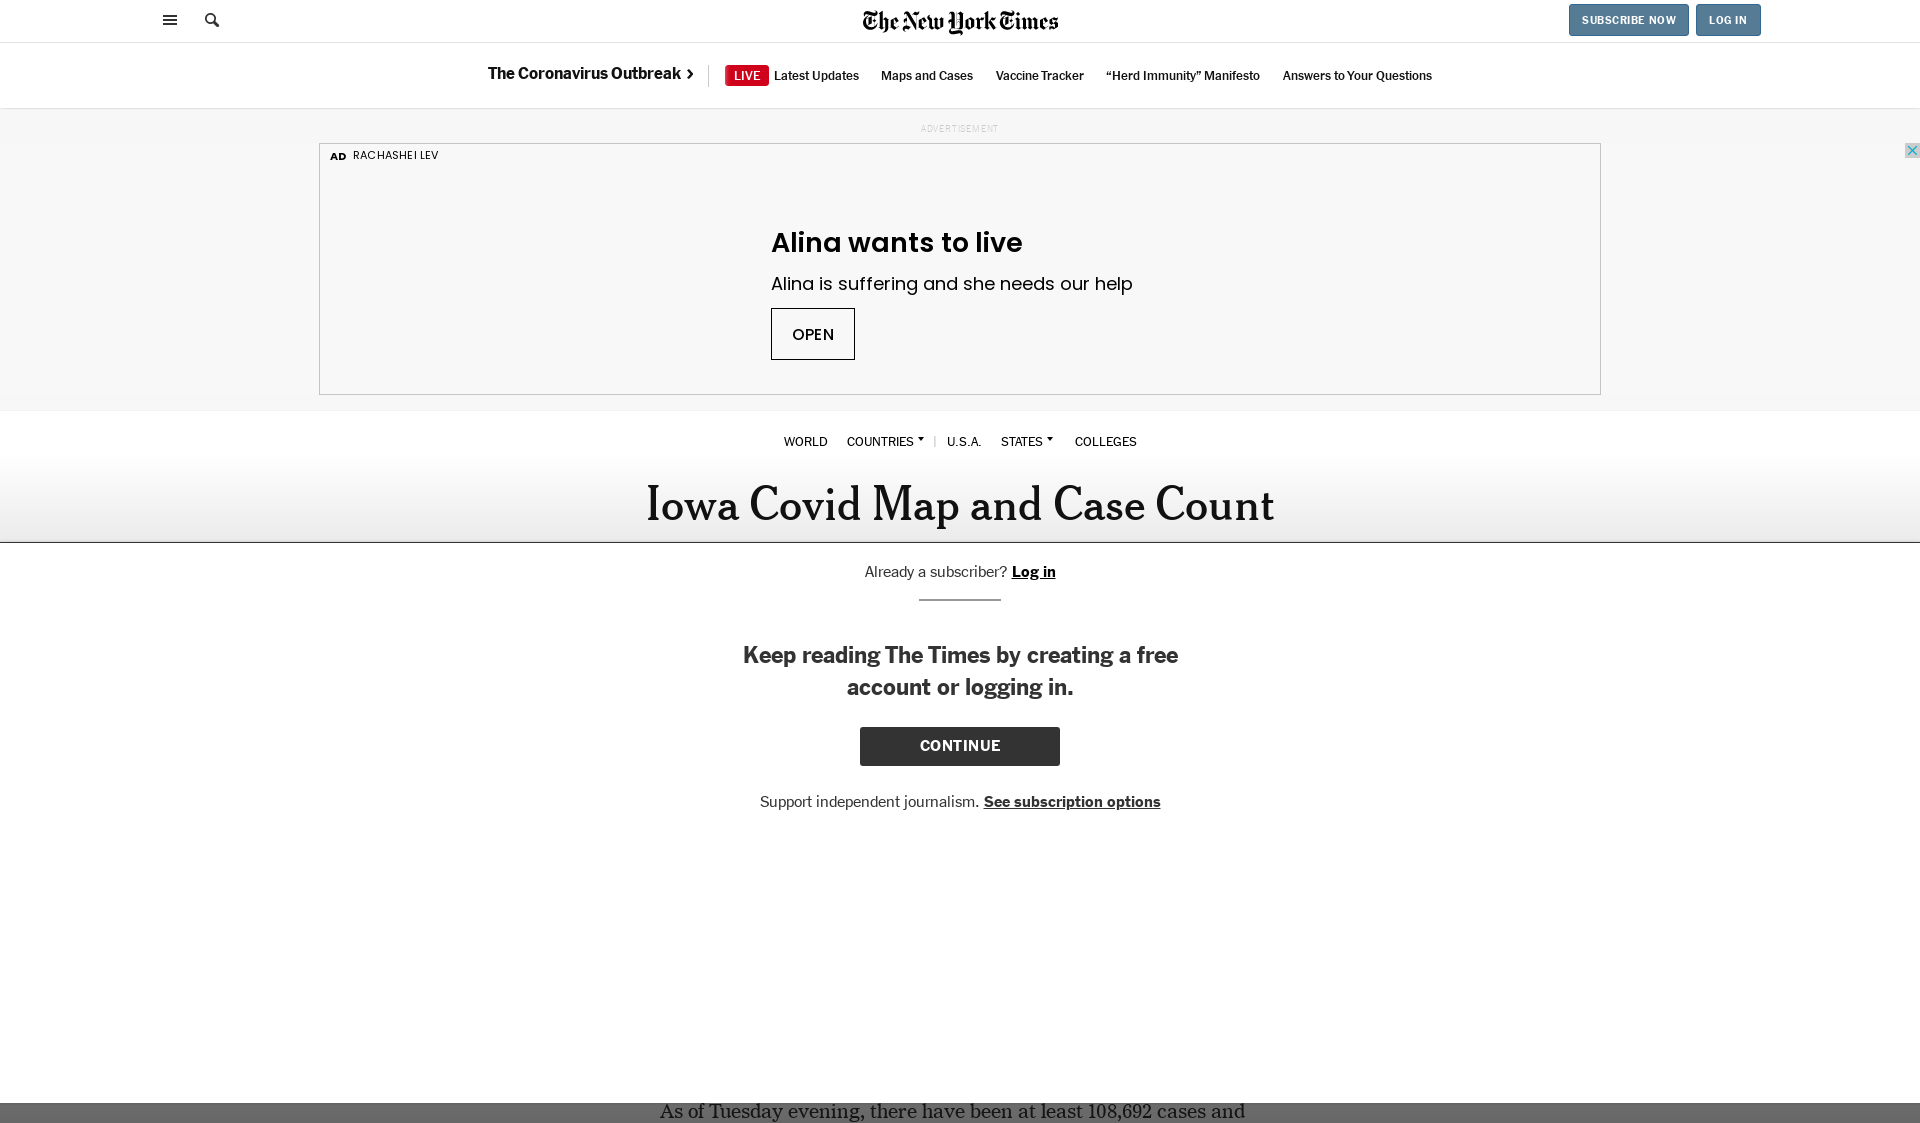 The New York Times
SUBSCRIBE NOW
LOG IN
The Coronavirus Outbreak
LIVE Latest Updates
Maps and Cases
Vaccine Tracker
“Herd Immunity” Manifesto
Answers to Your Questions
ADVERTISEMENT
AD RACHASHEI LEV
Alina wants to live
Alina is suffering and she needs our help
OPEN
WORLD
COUNTRIES
U.S.A.
STATES
COLLEGES
Iowa Covid Map and Case Count
Already a subscriber? Log in
Keep reading The Times by creating a free
account or logging in.
CONTINUE
Support independent journalism. See subscription options
As of Tuesday evening, there have been at least 108,692 cases and